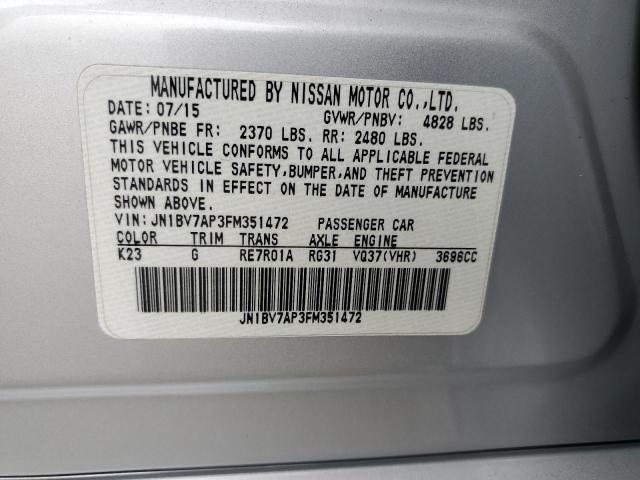 MANUFACTURED BY NISSAN MOTOR CO.,LTD.
DATE: 07/15 GVWR/PNBV: 4828 LBS.
GAWR/PNBE FR: 2370 LBS. RR: 2480 LBS.
THIS VEHICLE CONFORMS TO ALL APPLICABLE FEDERAL
MOTOR VEHICLE SAFETY,BUMPER,AND THEFT PREVENTION
STANDARDS IN EFFECT ON THE DATE OF MANUFACTURE
SHOWN ABOVE.
VIN:JN1BV7AP3FM351472 PASSENGER CAR
COLOR TRIM TRANS AXLE ENGINE
K23 G RE7R01A RG31 VQ37(VHR) 3696CC
JN1BV7AP3FM351472